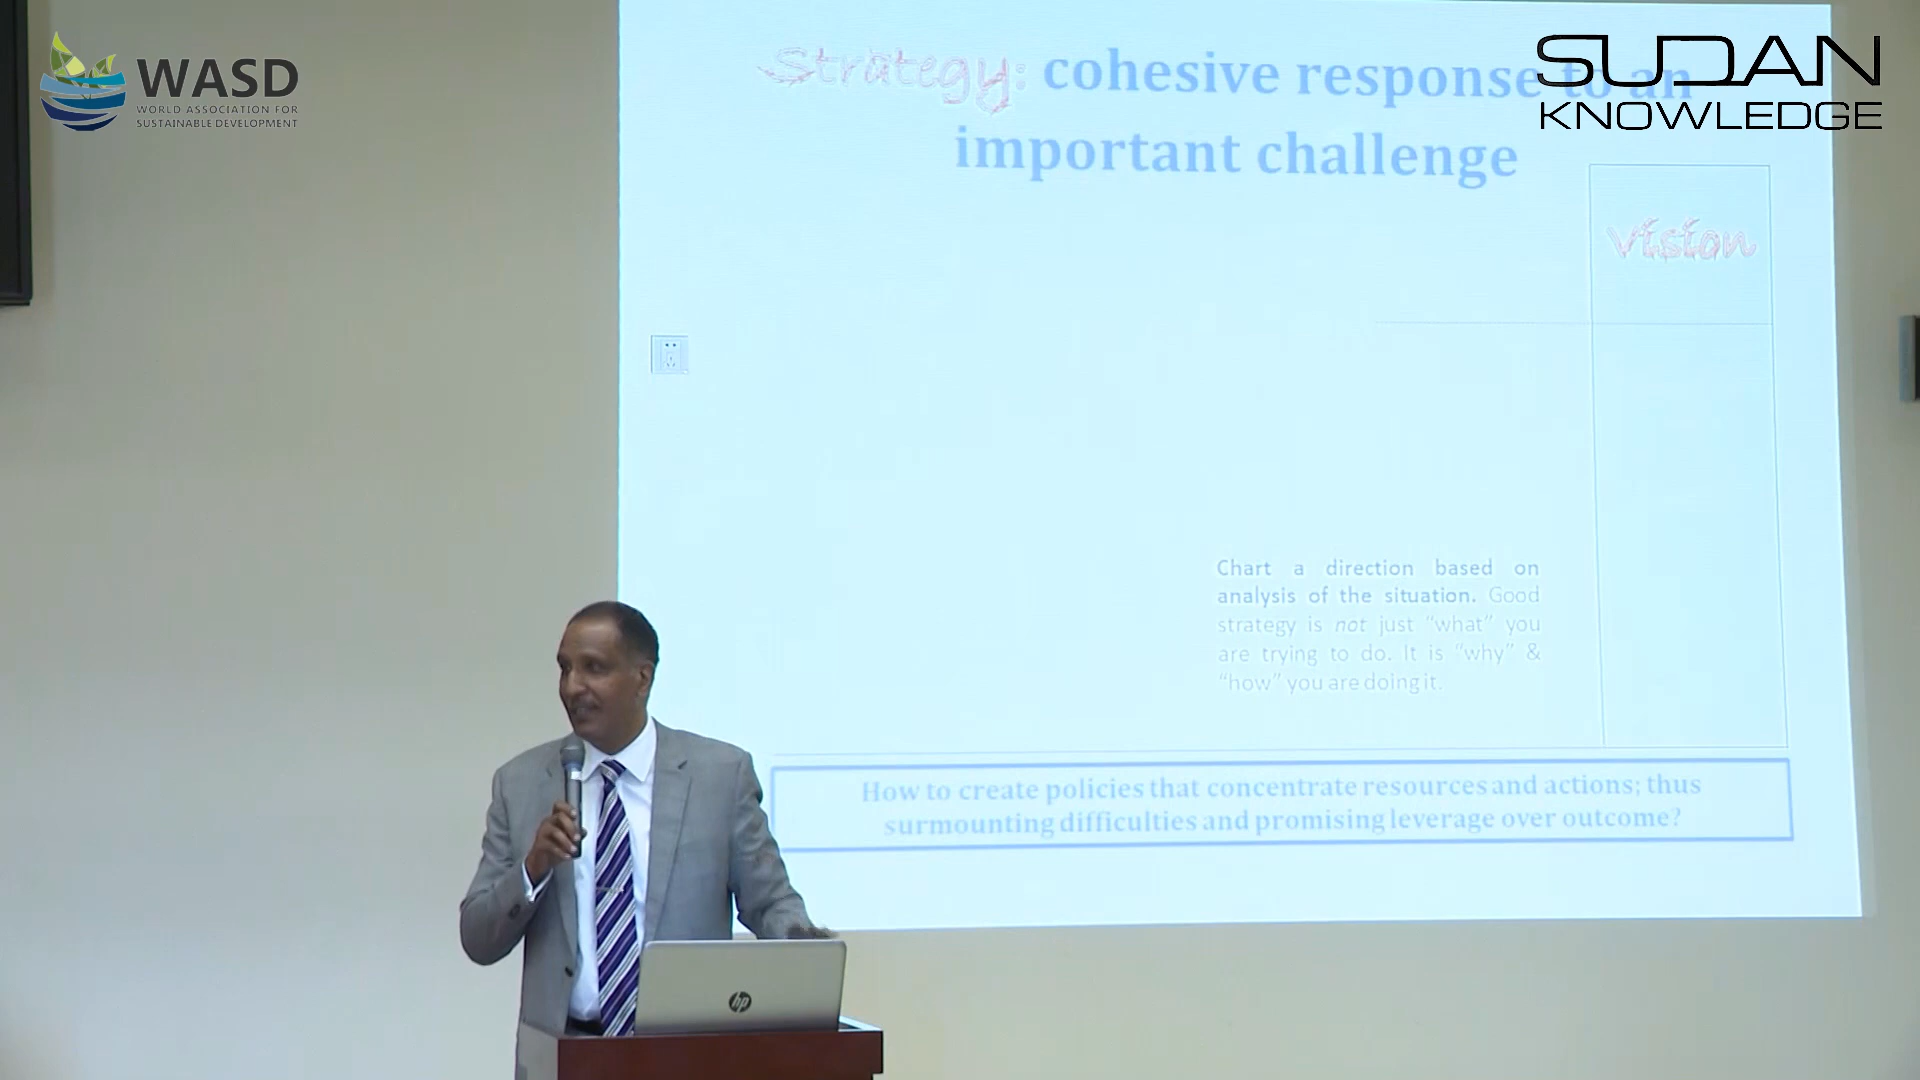 WASD
WORLD ASSOCIATION FOR
SUSTAINABLE DEVELOPMENT
SUDAN
KNOWLEDGE
Strategy: cohesive response to an
important challenge
Vision
Chart a direction based on
analysis of the situation. Good
strategy is not just “what” you
are trying to do. It is “why” &
“how” you are doing it.
How to create policies that concentrate resources and actions; thus
surmounting difficulties and promising leverage over outcome?
hp